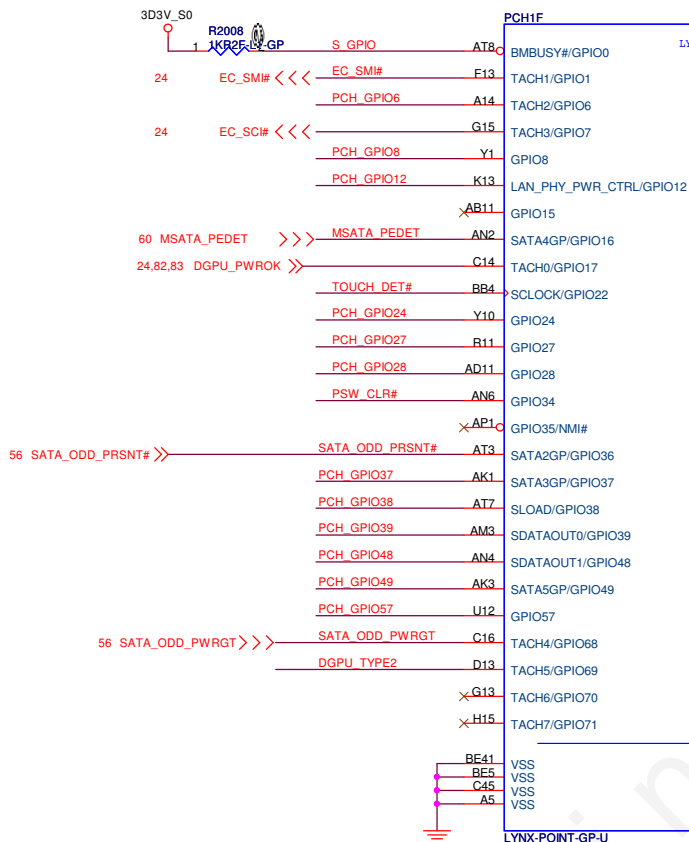 3D3V_S0
PCH1F
R2008
LY
1 1KR2F-L1-GP S_GPIO AT8 BMBUSY#/GPIO0
24 EC_SMI# EC_SMI# F13 TACH1/GPIO1
PCH_GPIO6 A14 TACH2/GPIO6
24 EC_SCI# G15 TACH3/GPIO7
PCH_GPIO8 Y1 GPIO8
PCH_GPIO12 K13 LAN_PHY_PWR_CTRL/GPIO12
AB11 GPIO15
60 MSATA_PEDET MSATA_PEDET AN2 SATA4GP/GPIO16
24,82,83 DGPU_PWROK C14 TACH0/GPIO17
TOUCH_DET# BB4 SCLOCK/GPIO22
PCH_GPIO24 Y10 GPIO24
PCH_GPIO27 R11 GPIO27
PCH_GPIO28 AD11 GPIO28
PSW_CLR# AN6 GPIO34
AP1 GPIO35/NMI#
56 SATA_ODD_PRSNT# SATA_ODD_PRSNT# AT3 SATA2GP/GPIO36
PCH_GPIO37 AK1 SATA3GP/GPIO37
PCH_GPIO38 AT7 SLOAD/GPIO38
PCH_GPIO39 AM3 SDATAOUT0/GPIO39
PCH_GPIO48 AN4 SDATAOUT1/GPIO48
PCH_GPIO49 AK3 SATA5GP/GPIO49
PCH_GPIO57 U12 GPIO57
56 SATA_ODD_PWRGT SATA_ODD_PWRGT C16 TACH4/GPIO68
DGPU_TYPE2 D13 TACH5/GPIO69
G13 TACH6/GPIO70
H15 TACH7/GPIO71
BE41 VSS
BE5 VSS
C45 VSS
A5 VSS
LYNX-POINT-GP-U